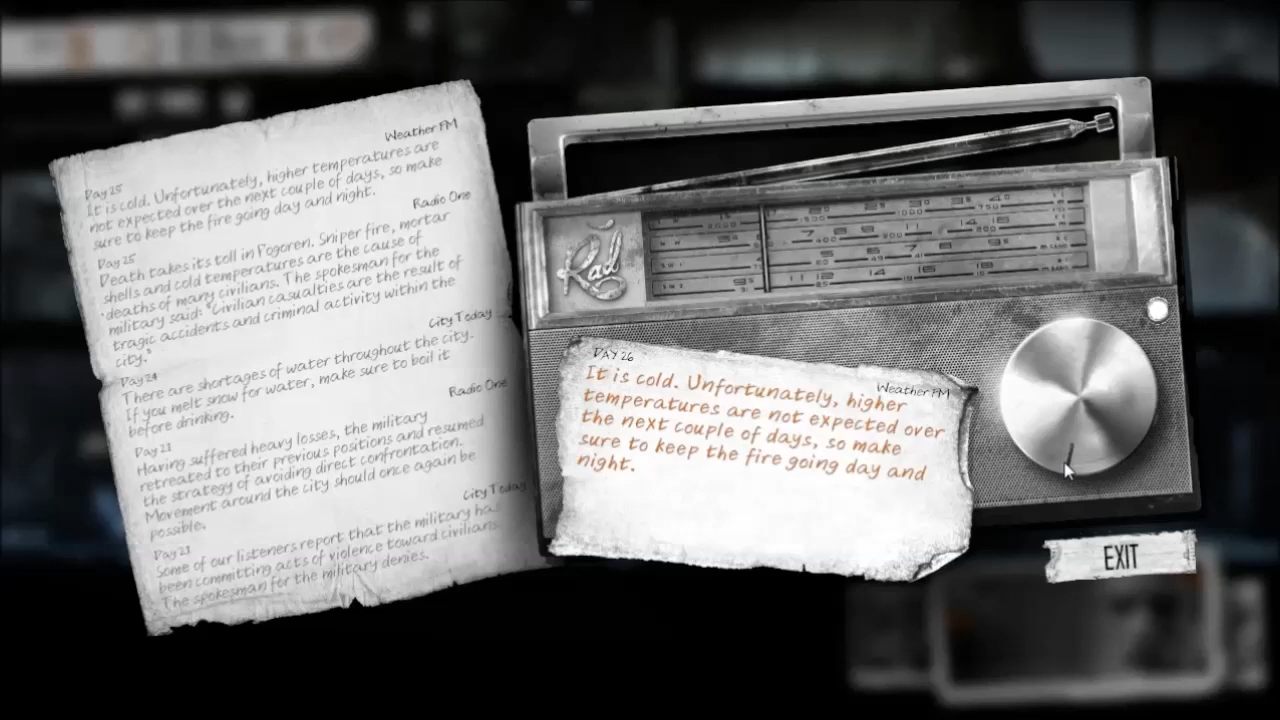 Weather FM
Day 25
It is cold. Unfortunately, higher temperatures are
not expected over the next couple of days, so make
sure to keep the fire going day and night.
Radio One
Day 25
Death takes its toll in Pogoren. Sniper fire, mortar
shells and cold temperatures are the cause of
deaths of many civilians. The spokesman for the
military said: "Civilian casualties are the result of
tragic accidents and criminal activity within the
city."
City Today
Day 24
There are shortages of water throughout the city.
If you melt snow for water, make sure to boil it
before drinking.
Radio One
Day 23
Having suffered heavy losses, the military
retreated to their previous positions and resumed
the strategy of avoiding direct confrontation.
Movement around the city should once again be
possible.
City Today
Day 23
Some of our listeners report that the military has
been committing acts of violence toward civilians.
The spokesman for the military denies.
Rad
DAY 26
Weather FM
It is cold. Unfortunately, higher
temperatures are not expected over
the next couple of days, so make
sure to keep the fire going day and
night.
EXIT